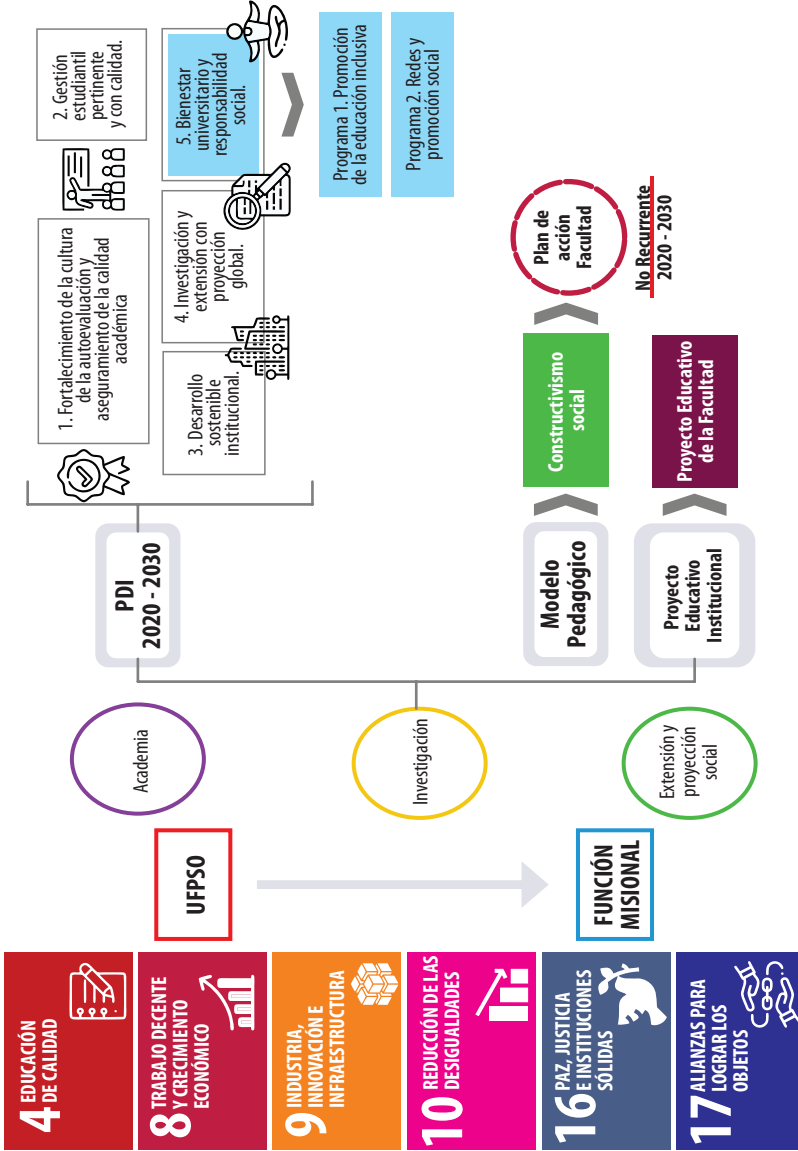 4 EDUCACIÓN
DE CALIDAD
8 TRABAJO DECENTE
Y CRECIMIENTO
ECONÓMICO
9 INDUSTRIA,
INNOVACIÓN E
INFRAESTRUCTURA
10 REDUCCIÓN DE LAS
DESIGUALDADES
16 PAZ, JUSTICIA
E INSTITUCIONES
SÓLIDAS
17 ALIANZAS PARA
LOGRAR LOS
OBJETOS
UFPSO
FUNCIÓN
MISIONAL
Academia
Investigación
Extensión y
proyección
social
PDI
2020 - 2030
1. Fortalecimiento de la cultura
de la autoevaluación y
aseguramiento de la calidad
académica
2. Gestión
estudiantil
pertinente
y con calidad.
3. Desarrollo
sostenible
institucional.
4. Investigación y
extensión con
proyección
global.
5. Bienestar
universitario y
responsabilidad
social.
Programa 1. Promoción
de la educación inclusiva
Programa 2. Redes y
promoción social
Modelo
Pedagógico
Constructivismo
social
Plan de
acción
Facultad
No Recurrente
2020 - 2030
Proyecto
Educativo
Institucional
Proyecto Educativo
de la Facultad